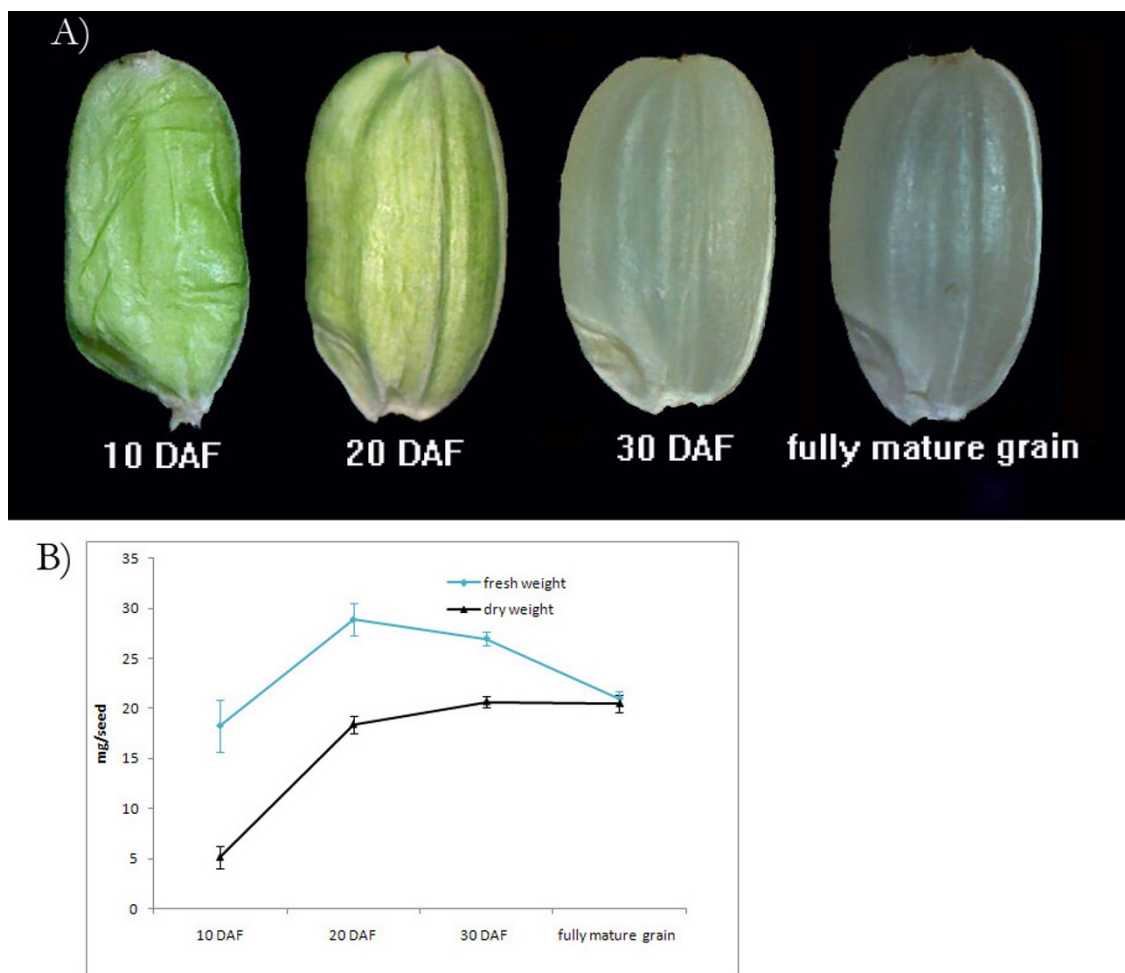 A)
10 DAF
20 DAF
30 DAF
fully mature grain
B)
35
30
25
20
15
10
5
0
mg/seed
fresh weight
dry weight
10 DAF
20 DAF
30 DAF
fully mature grain